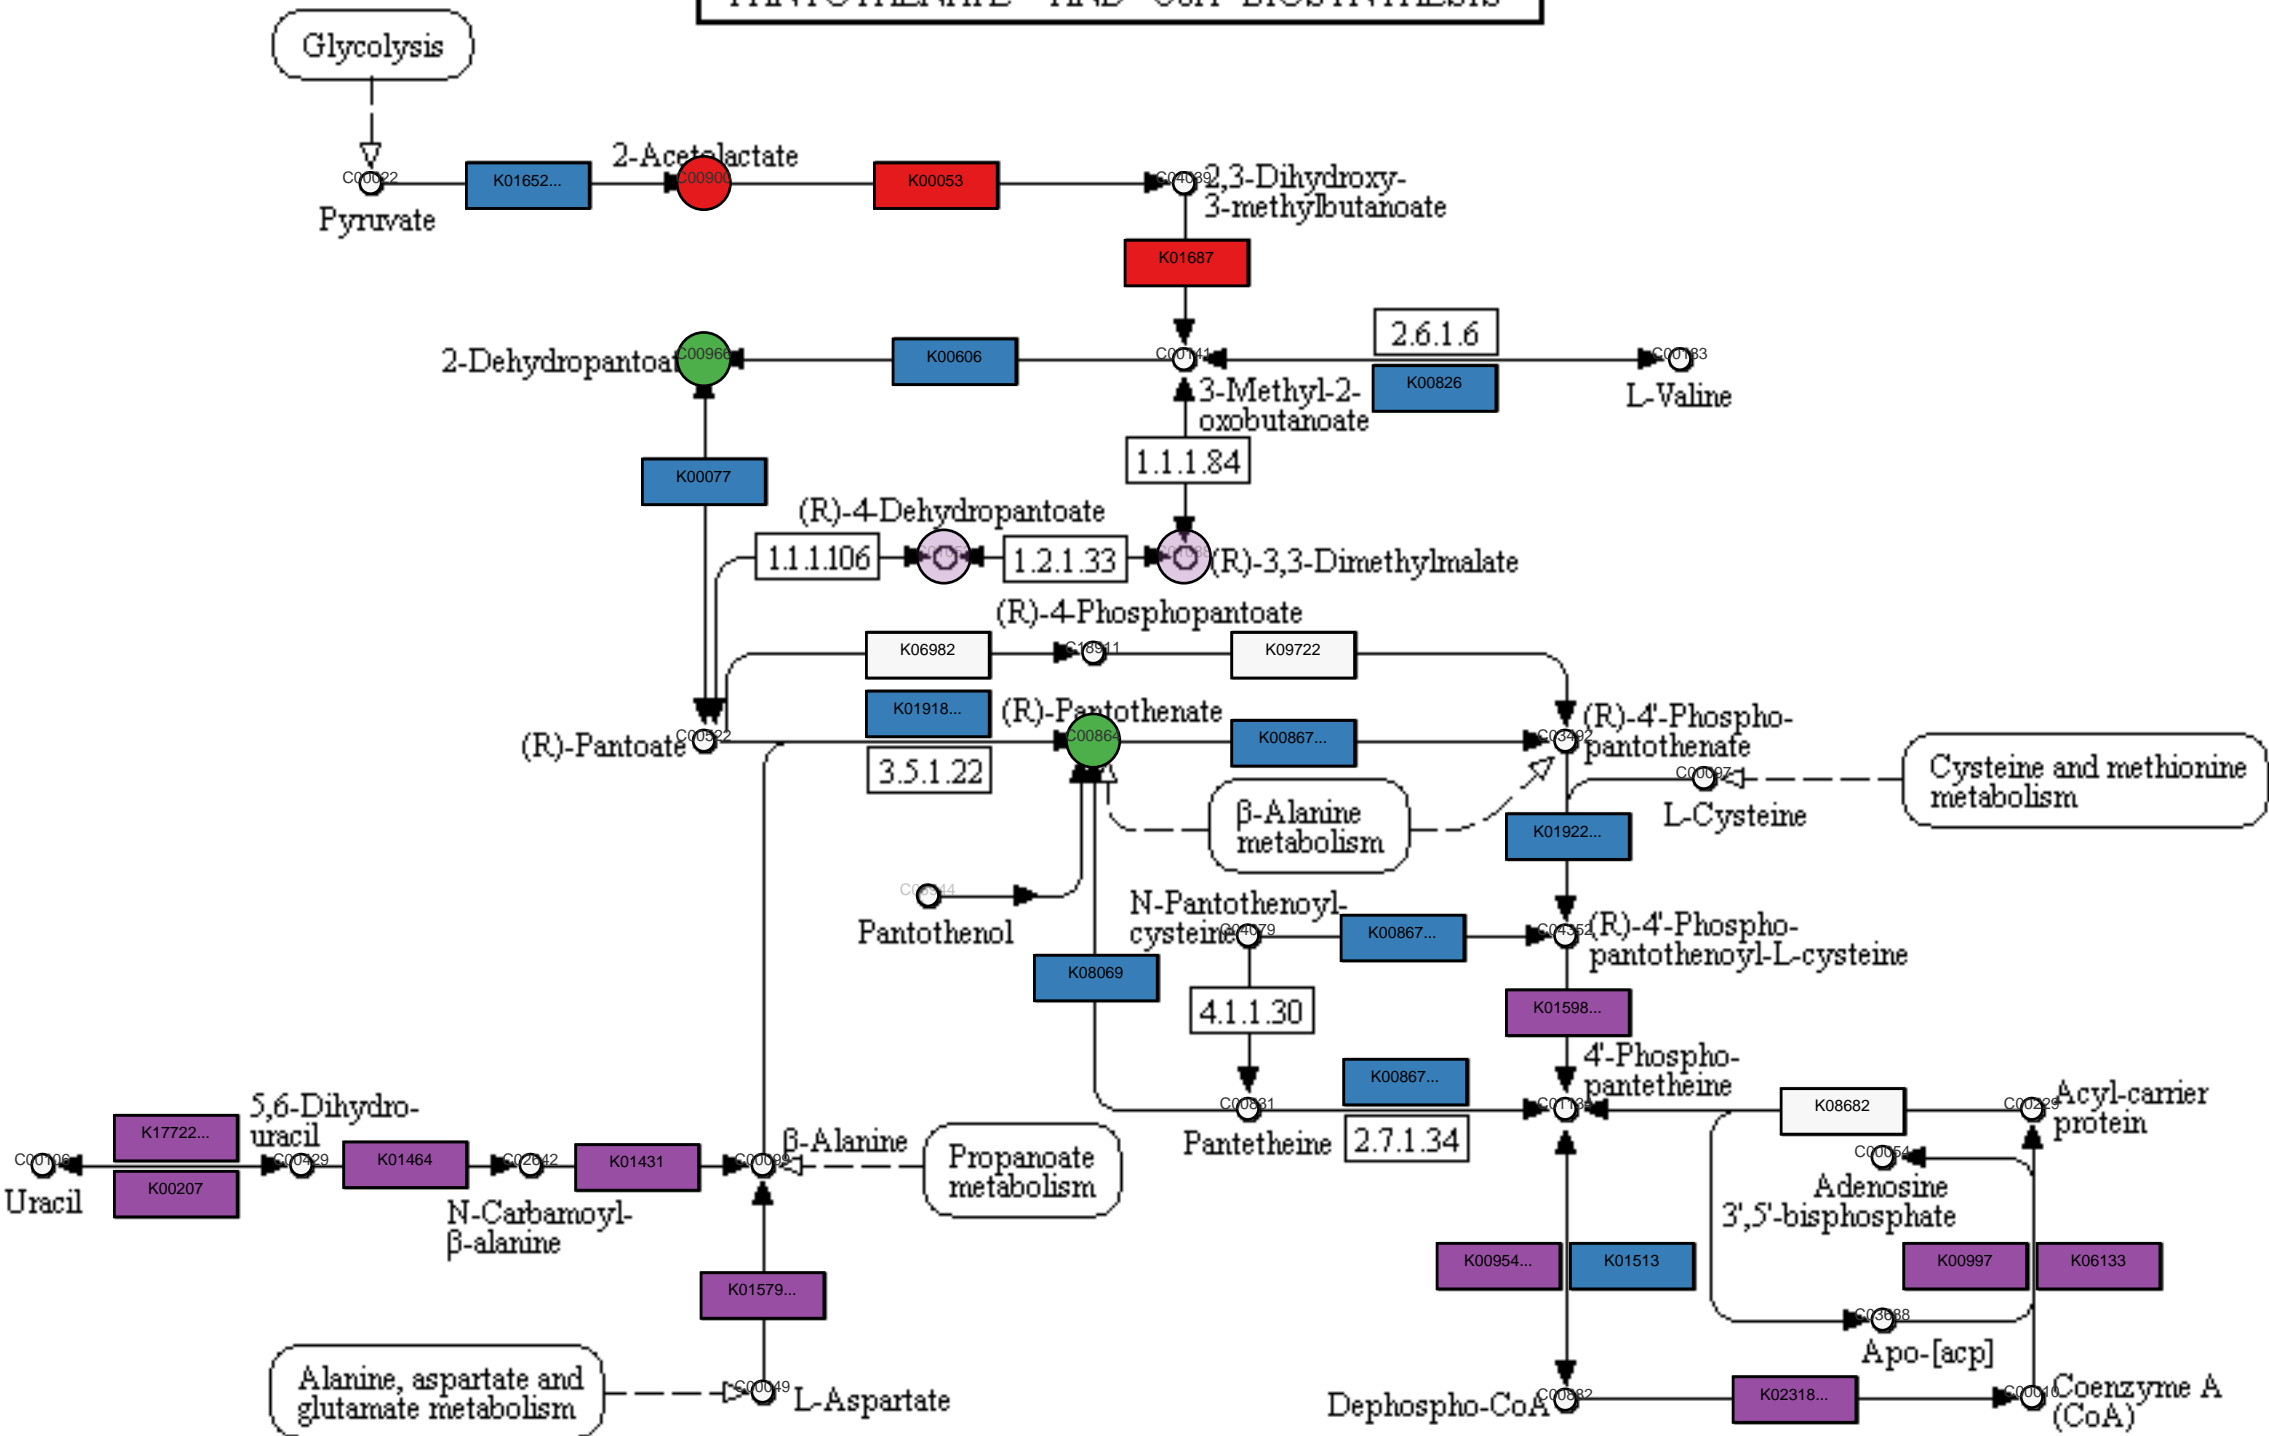 PANTOTHENATE AND CoA BIOSYNTHESIS
Glycolysis
2-Acetolactate
C00022
K01652...
C00900
K00053
C04039
2,3-Dihydroxy-
3-methylbutanoate
Pyruvate
K01687
2.6.1.6
2-Dehydropantoat
C00966
K00606
C00141
C00183
K00826
3-Methyl-2-
oxobutanoate
L-Valine
K00077
1.1.1.84
(R)-4-Dehydropantoate
1.1.1.106
1.2.1.33
(R)-3,3-Dimethylmalate
(R)-4-Phosphopantoate
K06982
C18911
K09722
K01918...
(R)-Pantothenate
(R)-4'-Phospho-
pantothenate
(R)-Pantoate
C00522
C00864
K00867...
C03492
3.5.1.22
C00097
Cysteine and methionine
metabolism
L-Cysteine
β-Alanine
metabolism
K01922...
Pantothenol
N-Pantothenoyl-
cysteine
C04079
K00867...
C04352
(R)-4'-Phospho-
pantothenoyl-L-cysteine
K08069
4.1.1.30
K01598...
4'-Phospho-
pantetheine
K00867...
C00831
C01134
K08682
C00229
Acyl-carrier
protein
Pantetheine
2.7.1.34
5,6-Dihydro-
uracil
K17722...
C00106
C00429
K01464
C02642
K01431
C00099
β-Alanine
Propanoate
metabolism
C00054
Adenosine
3',5'-bisphosphate
Uracil
K00207
N-Carbamoyl-
β-alanine
K00954...
K01513
K00997
K06133
K01579...
C03688
Apo-[acp]
Alanine, aspartate and
glutamate metabolism
C00049
L-Aspartate
Dephospho-CoA
C00882
K02318...
C00010
Coenzyme A
(CoA)